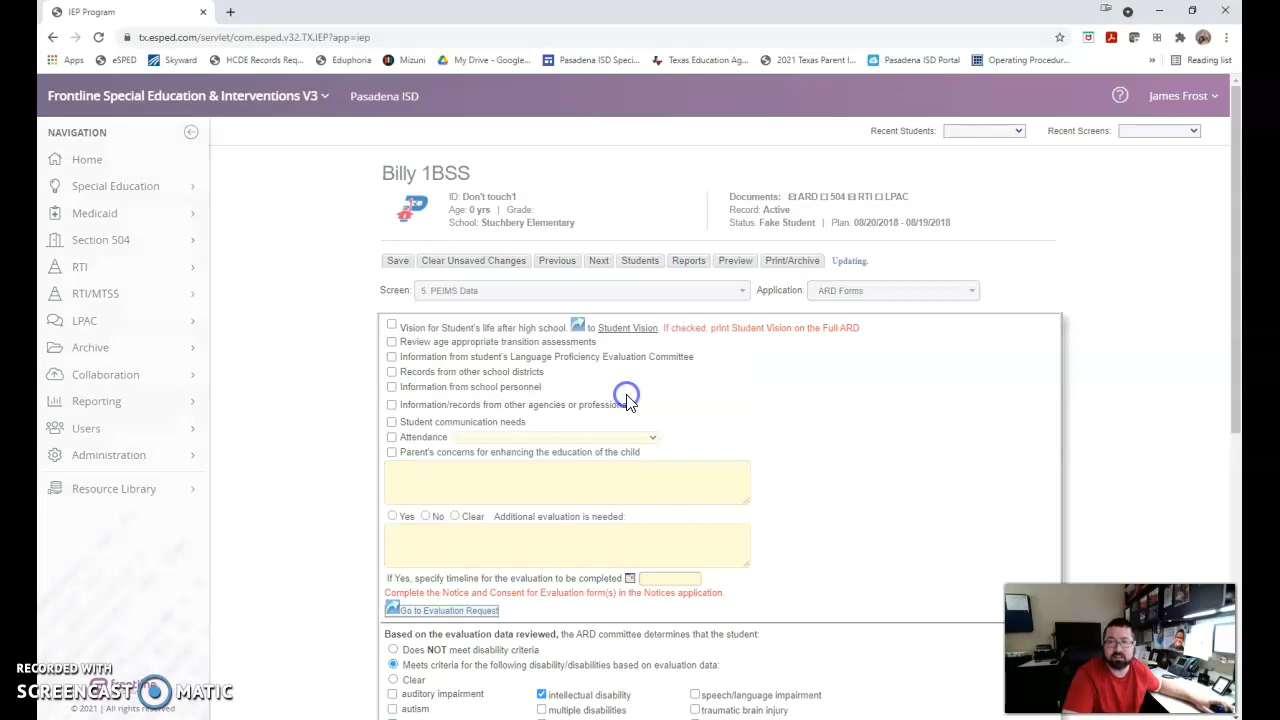 IEP Program
tx.esped.com/servlet/com.esped.v32.TX.IEP?app=iep
Apps eSPED Skyward HCDE Records Req... Eduphoria Mizuni My Drive - Google... Pasadena ISD Speci... Texas Education Ag... 2021 Texas Parent I... Pasadena ISD Portal Operating Procedur... » Reading list
Frontline Special Education & Interventions V3 Pasadena ISD James Frost
NAVIGATION
Recent Students: Recent Screens:
Home
Special Education
Medicaid
Section 504
RTI
RTI/MTSS
LPAC
Archive
Collaboration
Reporting
Users
Administration
Resource Library
Billy 1BSS
ID: Don't touch1
Age: 0 yrs | Grade:
School: Stuchbery Elementary
Documents: ARD 504 RTI LPAC
Record: Active
Status: Fake Student | Plan: 08/20/2018 - 08/19/2018
Save Clear Unsaved Changes Previous Next Students Reports Preview Print/Archive Updating.
Screen: 5. PEIMS Data Application: ARD Forms
Vision for Student's life after high school. to Student Vision. If checked, print Student Vision on the Full ARD
Review age appropriate transition assessments
Information from student's Language Proficiency Evaluation Committee
Records from other school districts
Information from school personnel
Information/records from other agencies or
Student communication needs
Attendance
Parent's concerns for enhancing the education of the child
Yes No Clear Additional evaluation is needed:
If Yes, specify timeline for the evaluation to be completed
Complete the Notice and Consent for Evaluation form(s) in the Notices application.
Go to Evaluation Request
Based on the evaluation data reviewed, the ARD committee determines that the student:
Does NOT meet disability criteria
Meets criteria for the following disability/disabilities based on evaluation data:
Clear
auditory impairment intellectual disability speech/language impairment
autism multiple disabilities traumatic brain injury
RECORDED WITH
SCREENCAST MATIC
© 2021 | All rights reserved